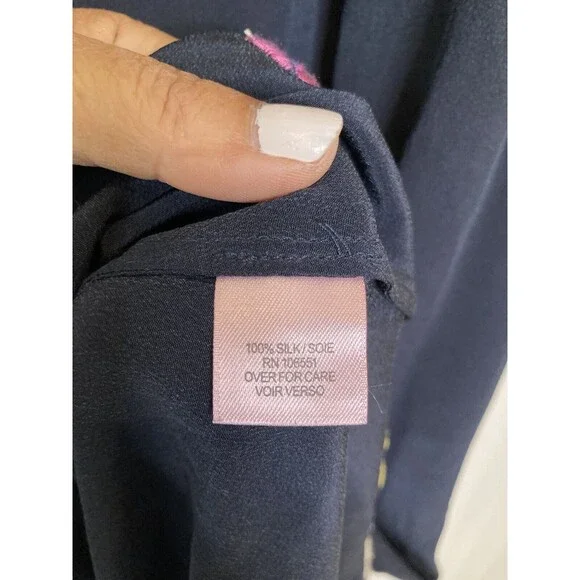 100% SILK / SOIE
RN 106551
OVER FOR CARE
VOIR VERSO